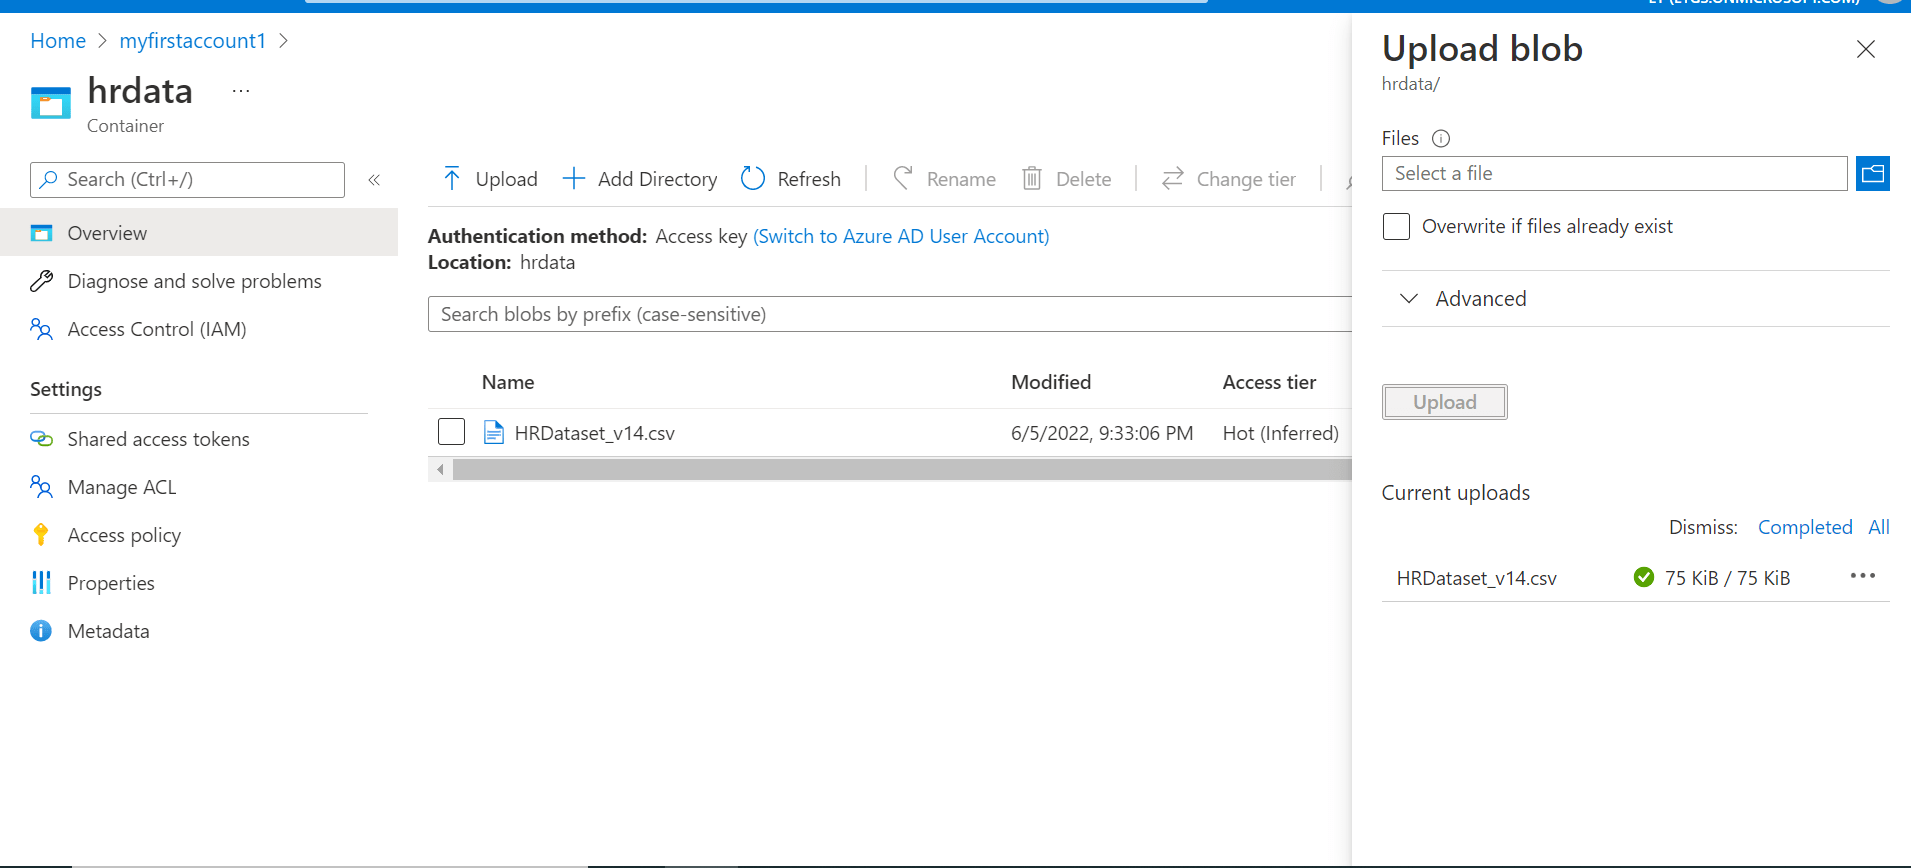 Home > myfirstaccount1 >
hrdata ...
Container
Search (Ctrl+/)
«
Overview
Diagnose and solve problems
Access Control (IAM)
Settings
Shared access tokens
Manage ACL
Access policy
Properties
Metadata
Upload Add Directory Refresh Rename Delete Change tier
Authentication method: Access key (Switch to Azure AD User Account)
Location: hrdata
Search blobs by prefix (case-sensitive)
Name Modified Access tier
HRDataset_v14.csv 6/5/2022, 9:33:06 PM Hot (Inferred)
Upload blob
hrdata/
Files
Select a file
Overwrite if files already exist
Advanced
Upload
Current uploads
Dismiss: Completed All
HRDataset_v14.csv 75 KiB / 75 KiB ...